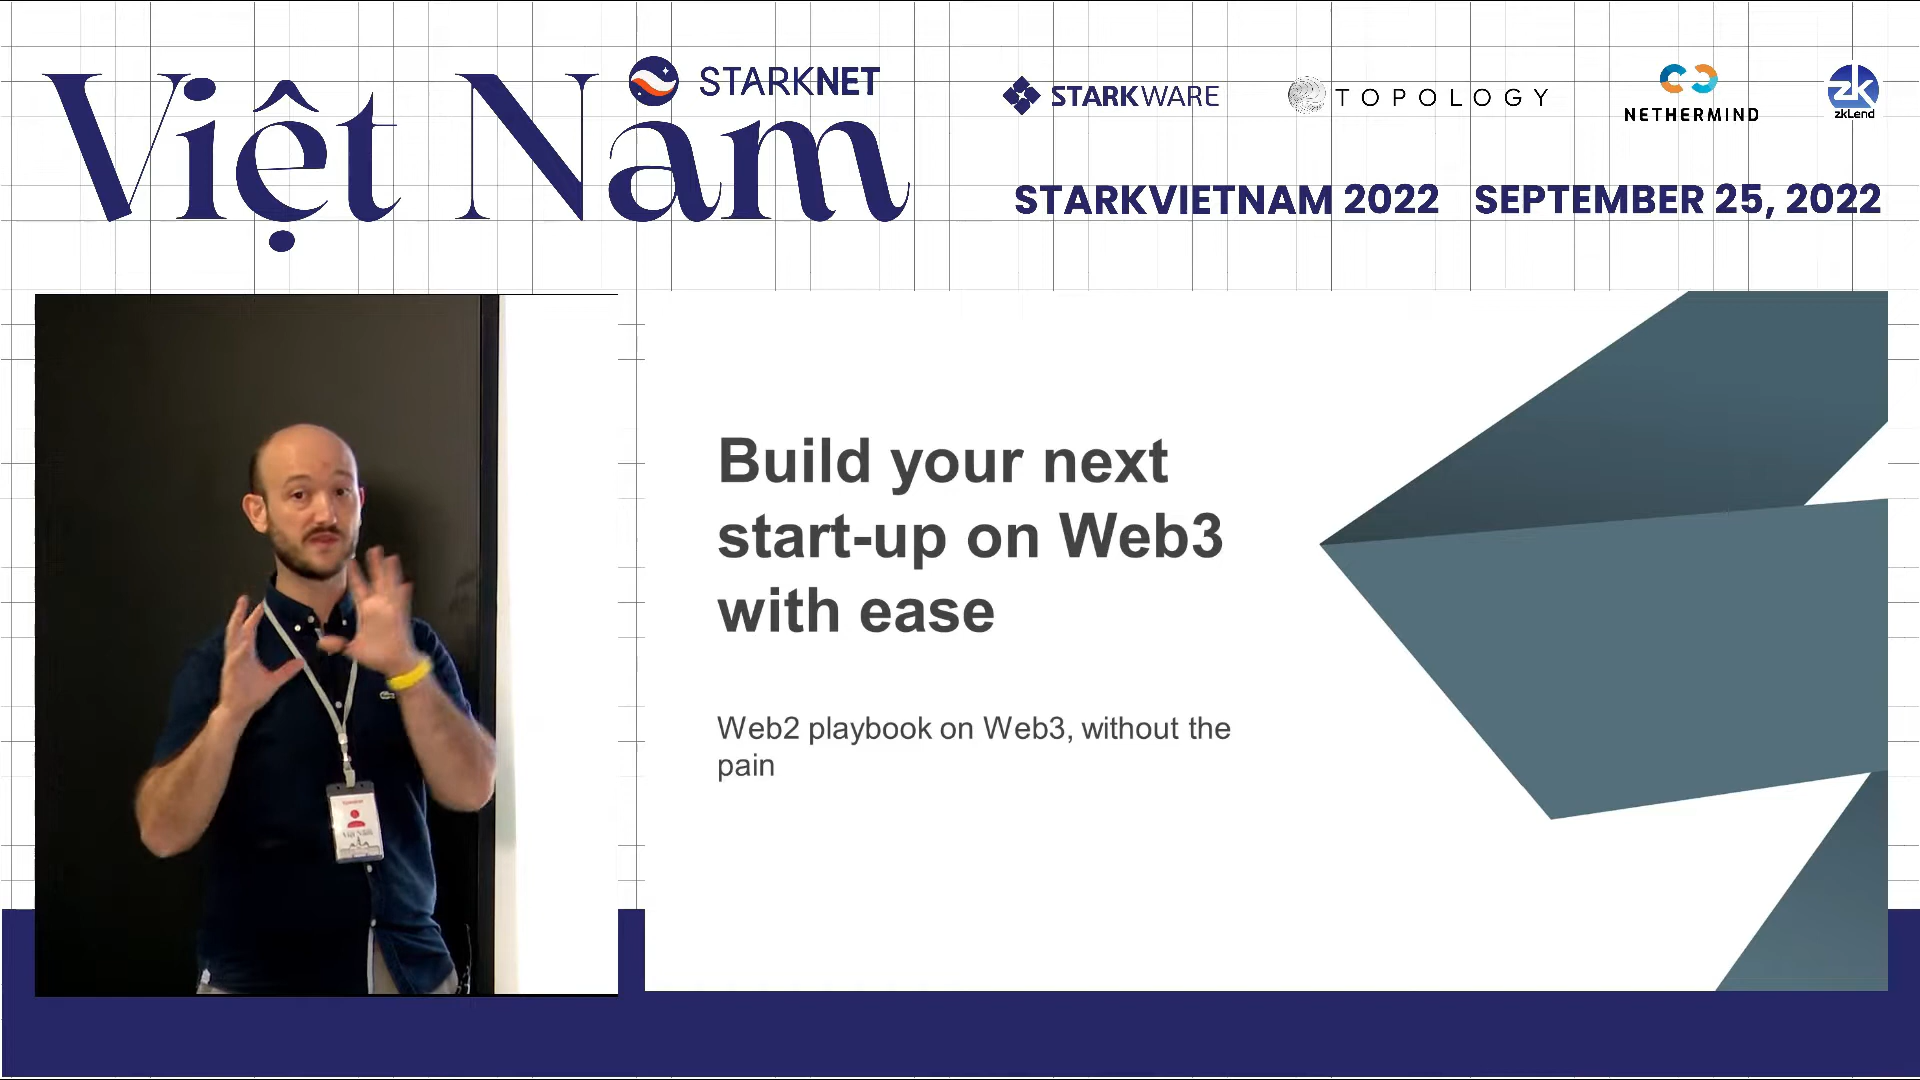 Việt Nam
STARKNET
STARKWARE
TOPOLOGY
NETHERMIND
zk
zkLend
STARKVIETNAM 2022 SEPTEMBER 25, 2022
Build your next
start-up on Web3
with ease
Web2 playbook on Web3, without the
pain